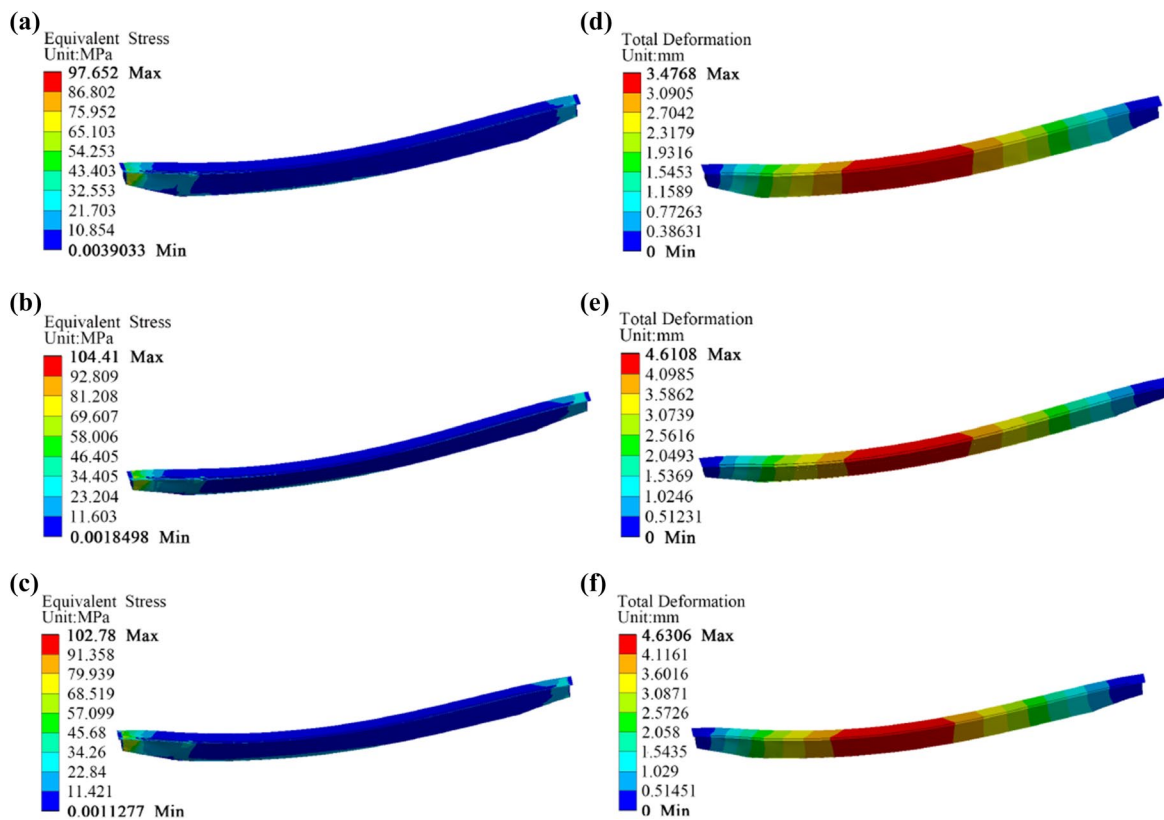 (a)
Equivalent Stress
Unit:MPa
97.652 Max
86.802
75.952
65.103
54.253
43.403
32.553
21.703
10.854
0.0039033 Min
(d)
Total Deformation
Unit:mm
3.4768 Max
3.0905
2.7042
2.3179
1.9316
1.5453
1.1589
0.77263
0.38631
0 Min
(b)
Equivalent Stress
Unit:MPa
104.41 Max
92.809
81.208
69.607
58.006
46.405
34.405
23.204
11.603
0.0018498 Min
(e)
Total Deformation
Unit:mm
4.6108 Max
4.0985
3.5862
3.0739
2.5616
2.0493
1.5369
1.0246
0.51231
0 Min
(c)
Equivalent Stress
Unit:MPa
102.78 Max
91.358
79.939
68.519
57.099
45.68
34.26
22.84
11.421
0.0011277 Min
(f)
Total Deformation
Unit:mm
4.6306 Max
4.1161
3.6016
3.0871
2.5726
2.058
1.5435
1.029
0.51451
0 Min